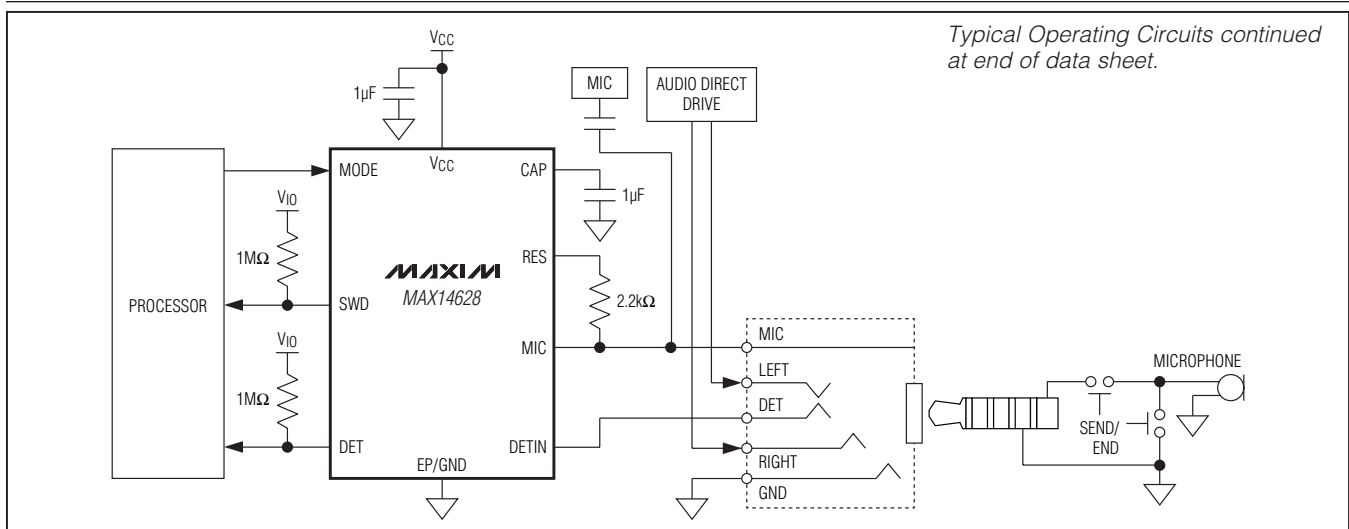 Typical Operating Circuits continued
at end of data sheet.
VCC
1µF
MIC
AUDIO DIRECT
DRIVE
MODE
VCC
CAP
1µF
VIO
1MΩ
RES
2.2kΩ
MAXIM
MAX14628
PROCESSOR
SWD
VIO
1MΩ
MIC
MIC
LEFT
DET
RIGHT
GND
MICROPHONE
SEND/
END
DET
DETIN
EP/GND